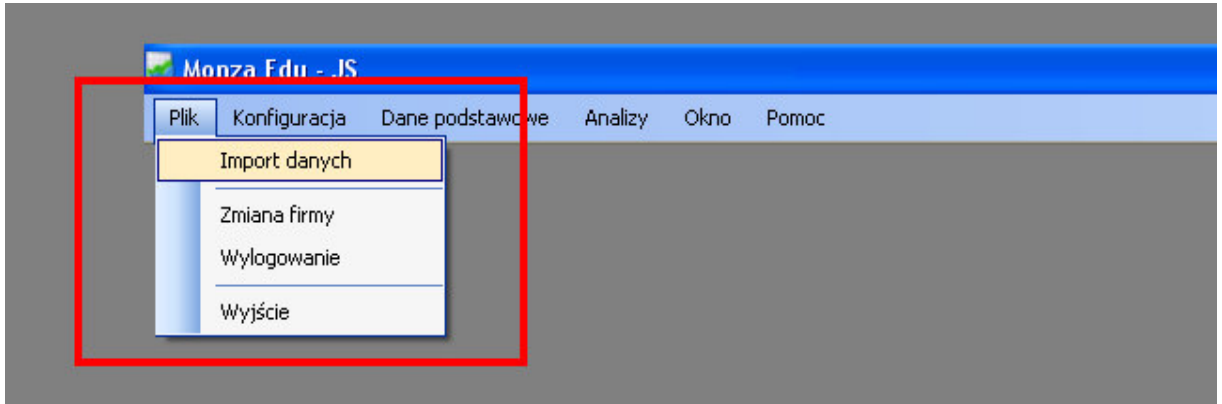 Monza Edu - JS
Plik Konfiguracja Dane podstawowe Analizy Okno Pomoc
Import danych
Zmiana firmy
Wylogowanie
Wyjście